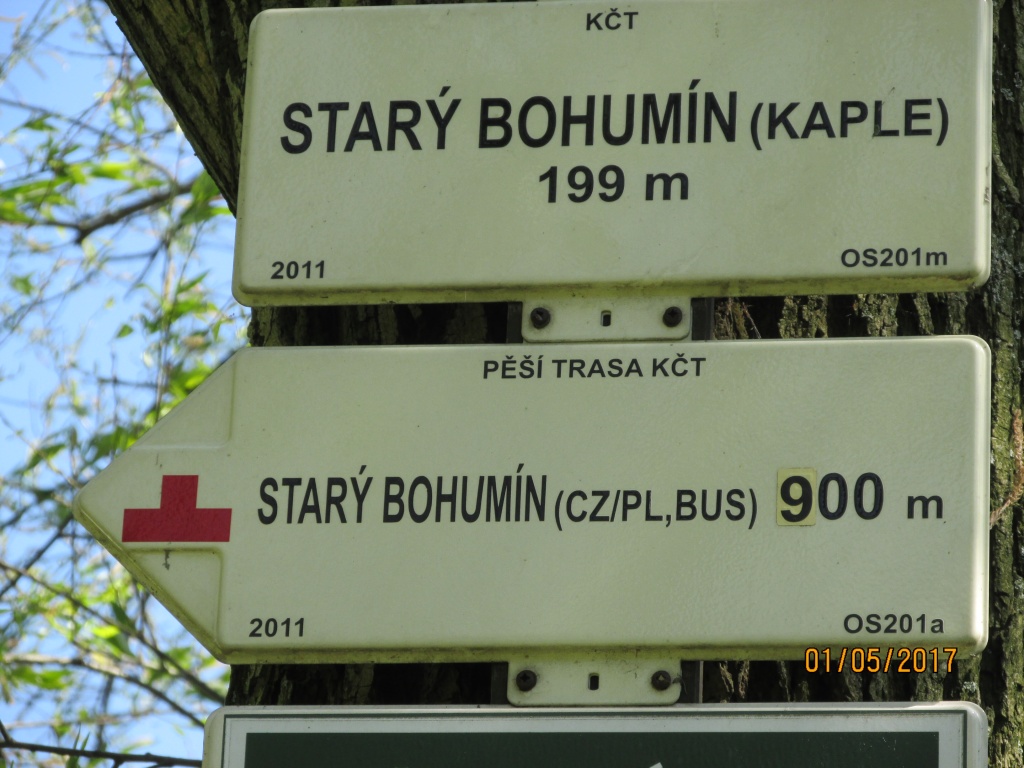 KČT
STARÝ BOHUMÍN (KAPLE)
199 m
2011 OS201m
PĚŠÍ TRASA KČT
STARÝ BOHUMÍN (CZ/PL,BUS) 900 m
2011 OS201a
01/05/2017